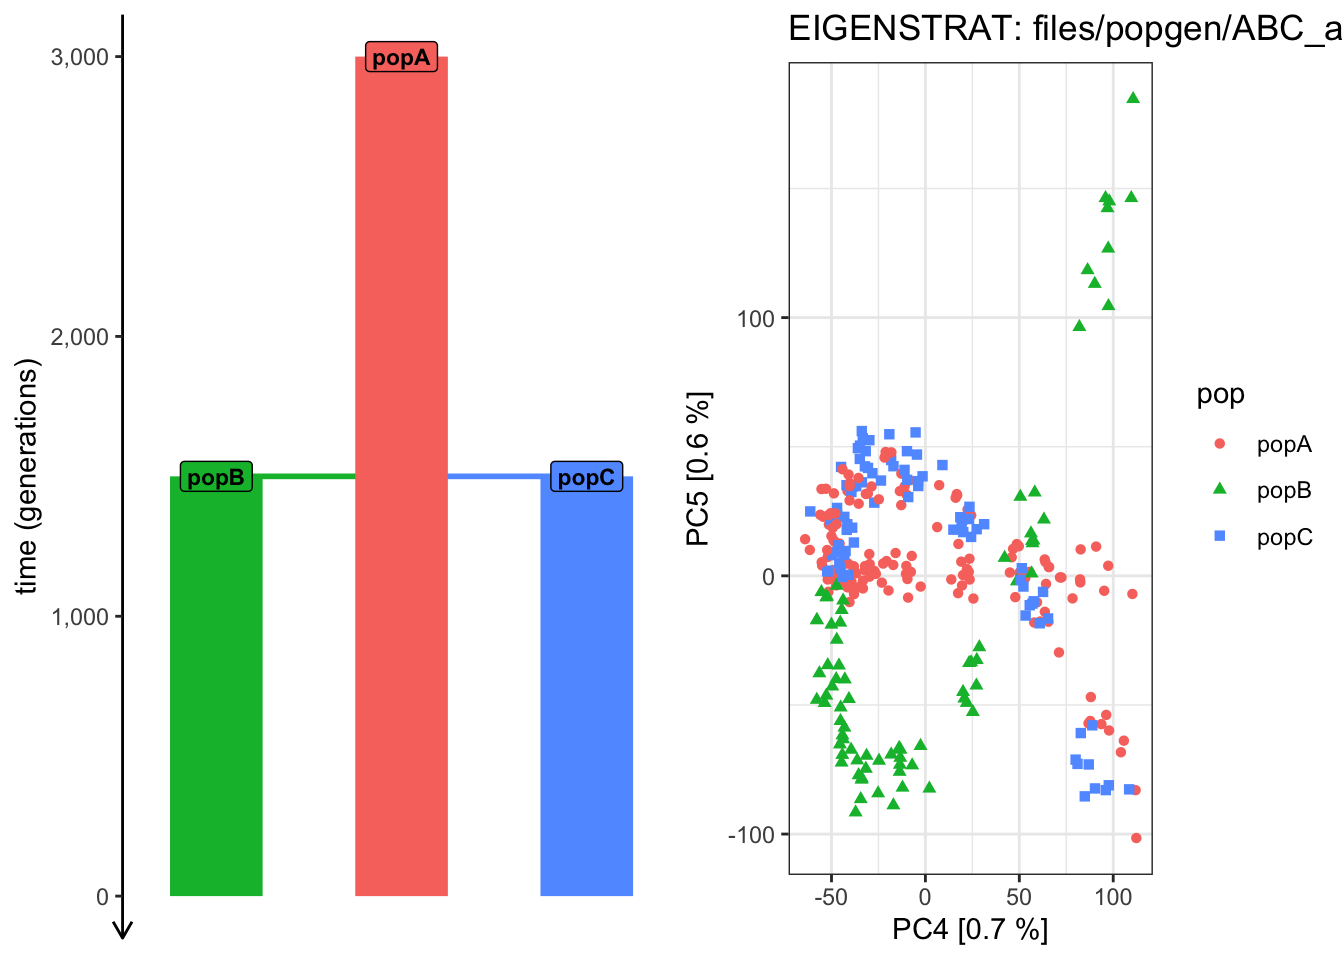 3,000
2,000
1,000
0
time (generations)
popA
popB
popC
EIGENSTRAT: files/popgen/ABC_a
100
0
-100
PC5 [0.6 %]
-50
0
50
100
PC4 [0.7 %]
pop
popA
popB
popC